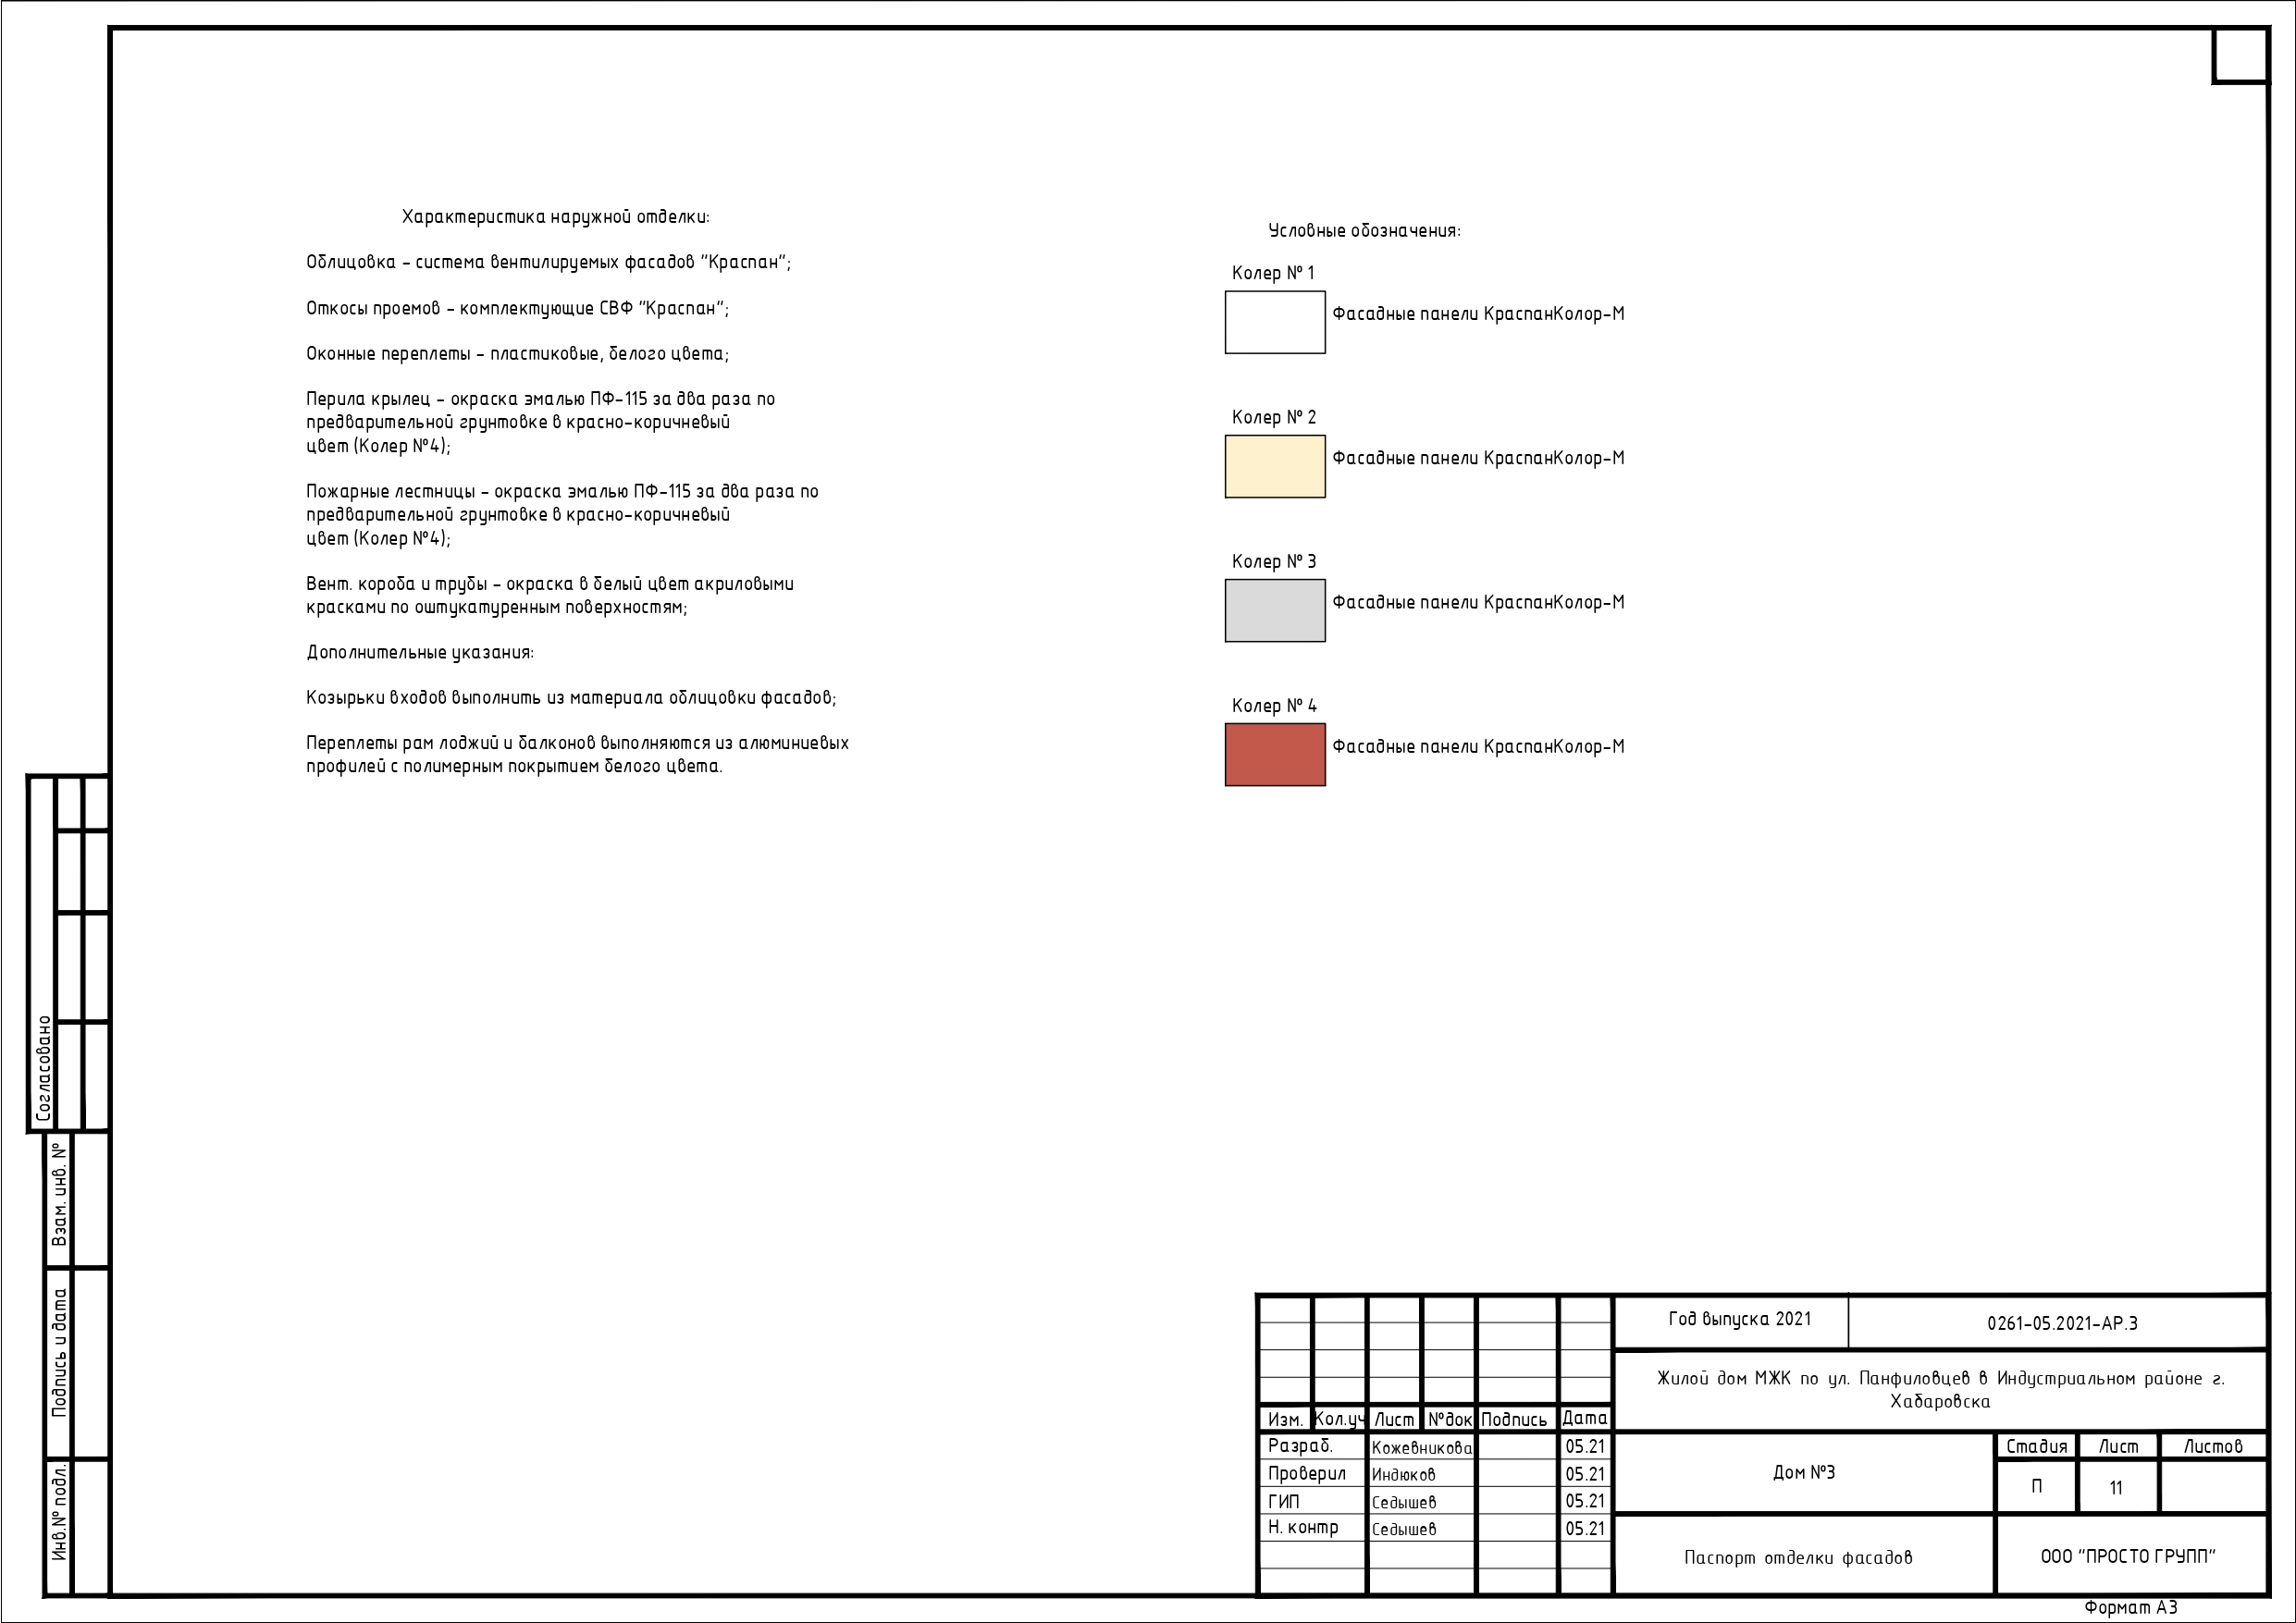 Характеристика наружной отделки:
Облицовка - система вентилируемых фасадов "Краспан";
Откосы проемов - комплектующие СВФ "Краспан";
Оконные переплеты - пластиковые, белого цвета;
Перила крылец - окраска эмалью ПФ-115 за два раза по
предварительной грунтовке в красно-коричневый
цвет (Колер №4);
Пожарные лестницы - окраска эмалью ПФ-115 за два раза по
предварительной грунтовке в красно-коричневый
цвет (Колер №4);
Вент. короба и трубы - окраска в белый цвет акриловыми
красками по оштукатуренным поверхностям;
Дополнительные указания:
Козырьки входов выполнить из материала облицовки фасадов;
Переплеты рам лоджий и балконов выполняются из алюминиевых
профилей с полимерным покрытием белого цвета.
Условные обозначения:
Колер № 1
Фасадные панели КраспанКолор-М
Колер № 2
Фасадные панели КраспанКолор-М
Колер № 3
Фасадные панели КраспанКолор-М
Колер № 4
Фасадные панели КраспанКолор-М
Согласовано
Взам. инв. №
Подпись и дата
Инв.№ подл.
Год выпуска 2021
0261-05.2021-АР.3
Жилой дом МЖК по ул. Панфиловцев в Индустриальном районе г.
Хабаровска
Изм. Кол.уч Лист №док Подпись Дата
Разраб. Кожевникова 05.21
Проверил Индюков 05.21
ГИП Седышев 05.21
Н. контр Седышев 05.21
Дом №3
Стадия Лист Листов
П 11
Паспорт отделки фасадов
ООО "ПРОСТО ГРУПП"
Формат А3